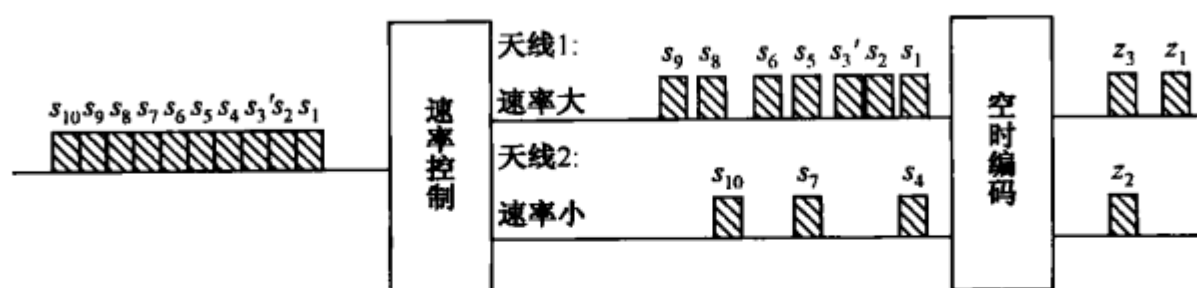 天线1:
s9 s8 s6 s5 s3' s2 s1
z3 z1
速率大
s10 s9 s8 s7 s6 s5 s4 s3' s2 s1
速率控制
空时编码
天线2:
s10 s7 s4
z2
速率小